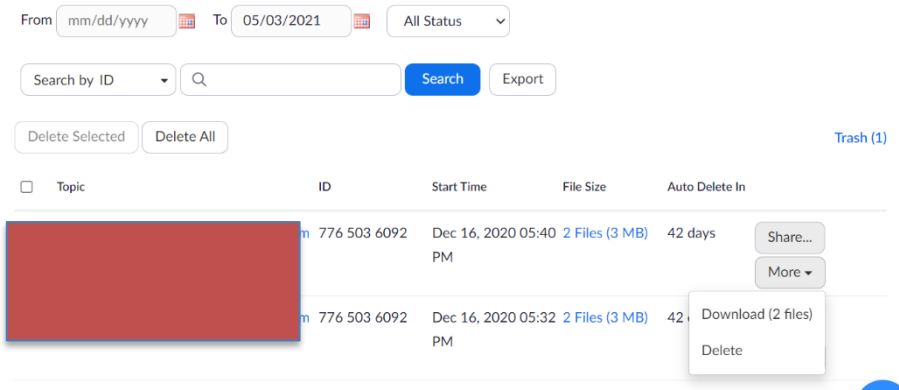 From mm/dd/yyyy To 05/03/2021 All Status
Search by ID Search Export
Delete Selected Delete All Trash (1)
Topic ID Start Time File Size Auto Delete In
m 776 503 6092 Dec 16, 2020 05:40 2 Files (3 MB) 42 days Share...
PM More
m 776 503 6092 Dec 16, 2020 05:32 2 Files (3 MB) 42
PM
Download (2 files)
Delete